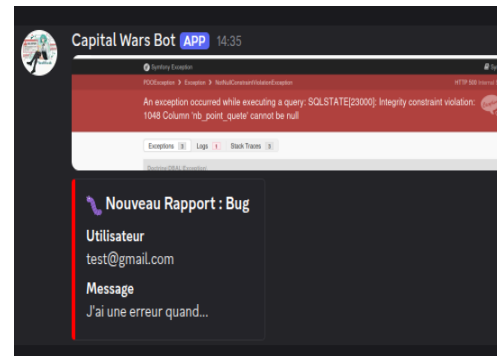 Capital Wars Bot APP 14:35
Symfony Exception
PDOException > Exception > NotNullConstraintViolationException HTTP 500
An exception occurred while executing a query: SQLSTATE[23000]: Integrity constraint violation:
1048 Column 'nb_point_quete' cannot be null
Exceptions 3 Logs 1 Stack Traces 3
Nouveau Rapport : Bug
Utilisateur
test@gmail.com
Message
J'ai une erreur quand...